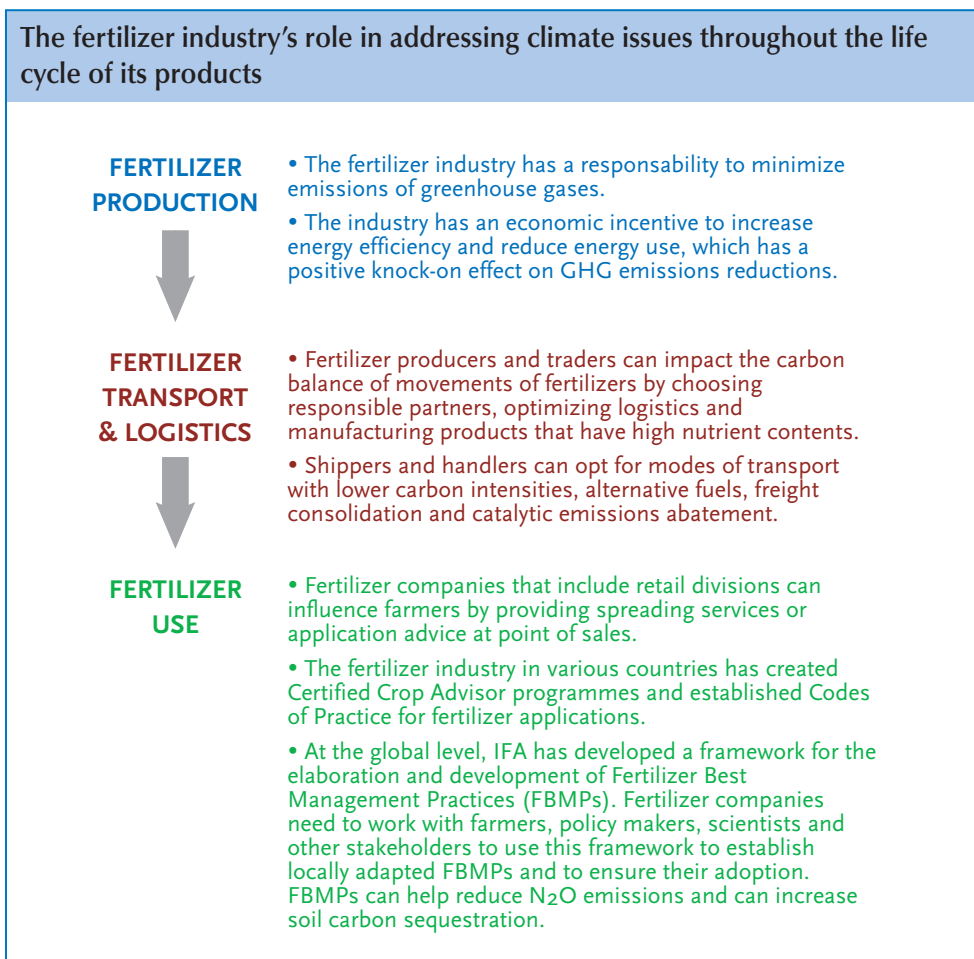 The fertilizer industry’s role in addressing climate issues throughout the life
cycle of its products
FERTILIZER
PRODUCTION
• The fertilizer industry has a responsability to minimize
emissions of greenhouse gases.
• The industry has an economic incentive to increase
energy efficiency and reduce energy use, which has a
positive knock-on effect on GHG emissions reductions.
FERTILIZER
TRANSPORT
& LOGISTICS
• Fertilizer producers and traders can impact the carbon
balance of movements of fertilizers by choosing
responsible partners, optimizing logistics and
manufacturing products that have high nutrient contents.
• Shippers and handlers can opt for modes of transport
with lower carbon intensities, alternative fuels, freight
consolidation and catalytic emissions abatement.
FERTILIZER
USE
• Fertilizer companies that include retail divisions can
influence farmers by providing spreading services or
application advice at point of sales.
• The fertilizer industry in various countries has created
Certified Crop Advisor programmes and established Codes
of Practice for fertilizer applications.
• At the global level, IFA has developed a framework for the
elaboration and development of Fertilizer Best
Management Practices (FBMPs). Fertilizer companies
need to work with farmers, policy makers, scientists and
other stakeholders to use this framework to establish
locally adapted FBMPs and to ensure their adoption.
FBMPs can help reduce N2O emissions and can increase
soil carbon sequestration.